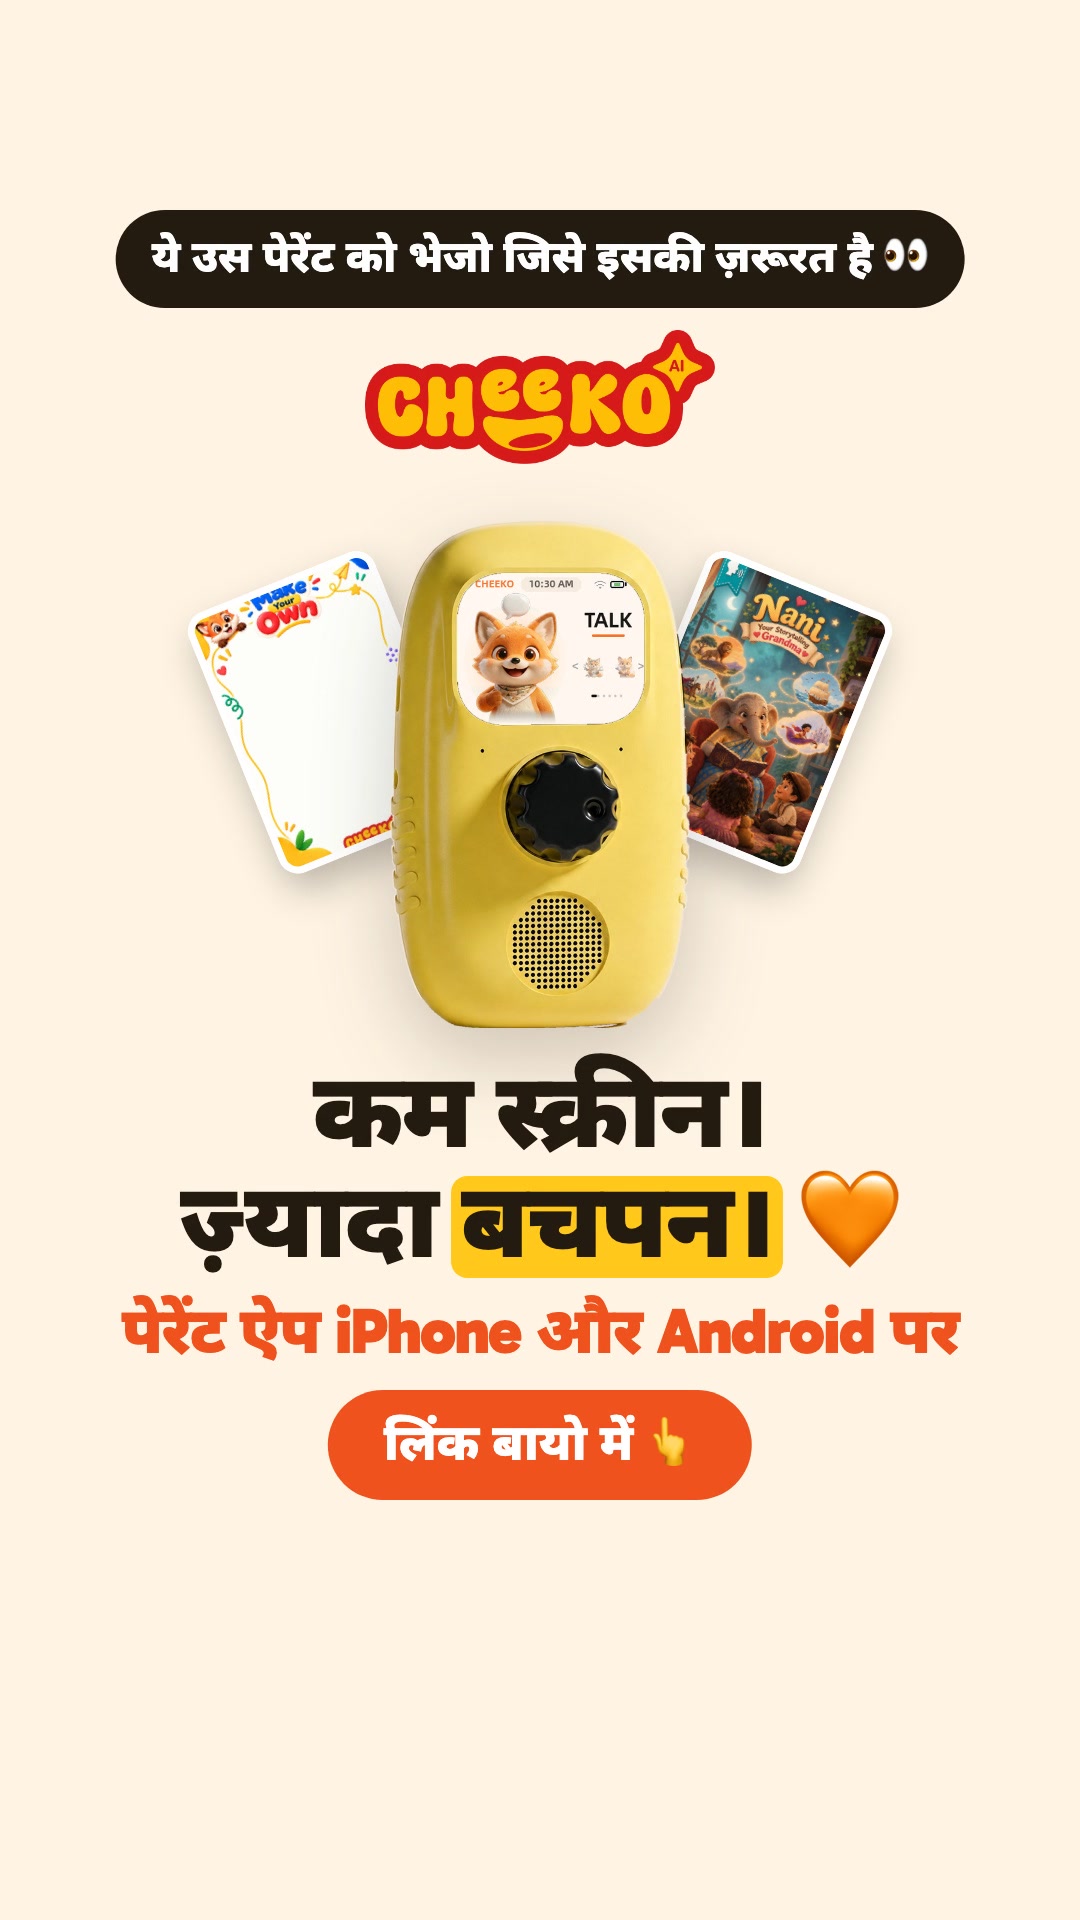 ये उस पेरेंट को भेजो जिसे इसकी ज़रूरत है 👀
CHEEKO AI
Make Your Own
CHEEKO
CHEEKO 10:30 AM
TALK
< >
Nani
Your Storytelling
Grandma
कम स्क्रीन।
ज़्यादा बचपन। 🧡
पेरेंट ऐप iPhone और Android पर
लिंक बायो में 👆